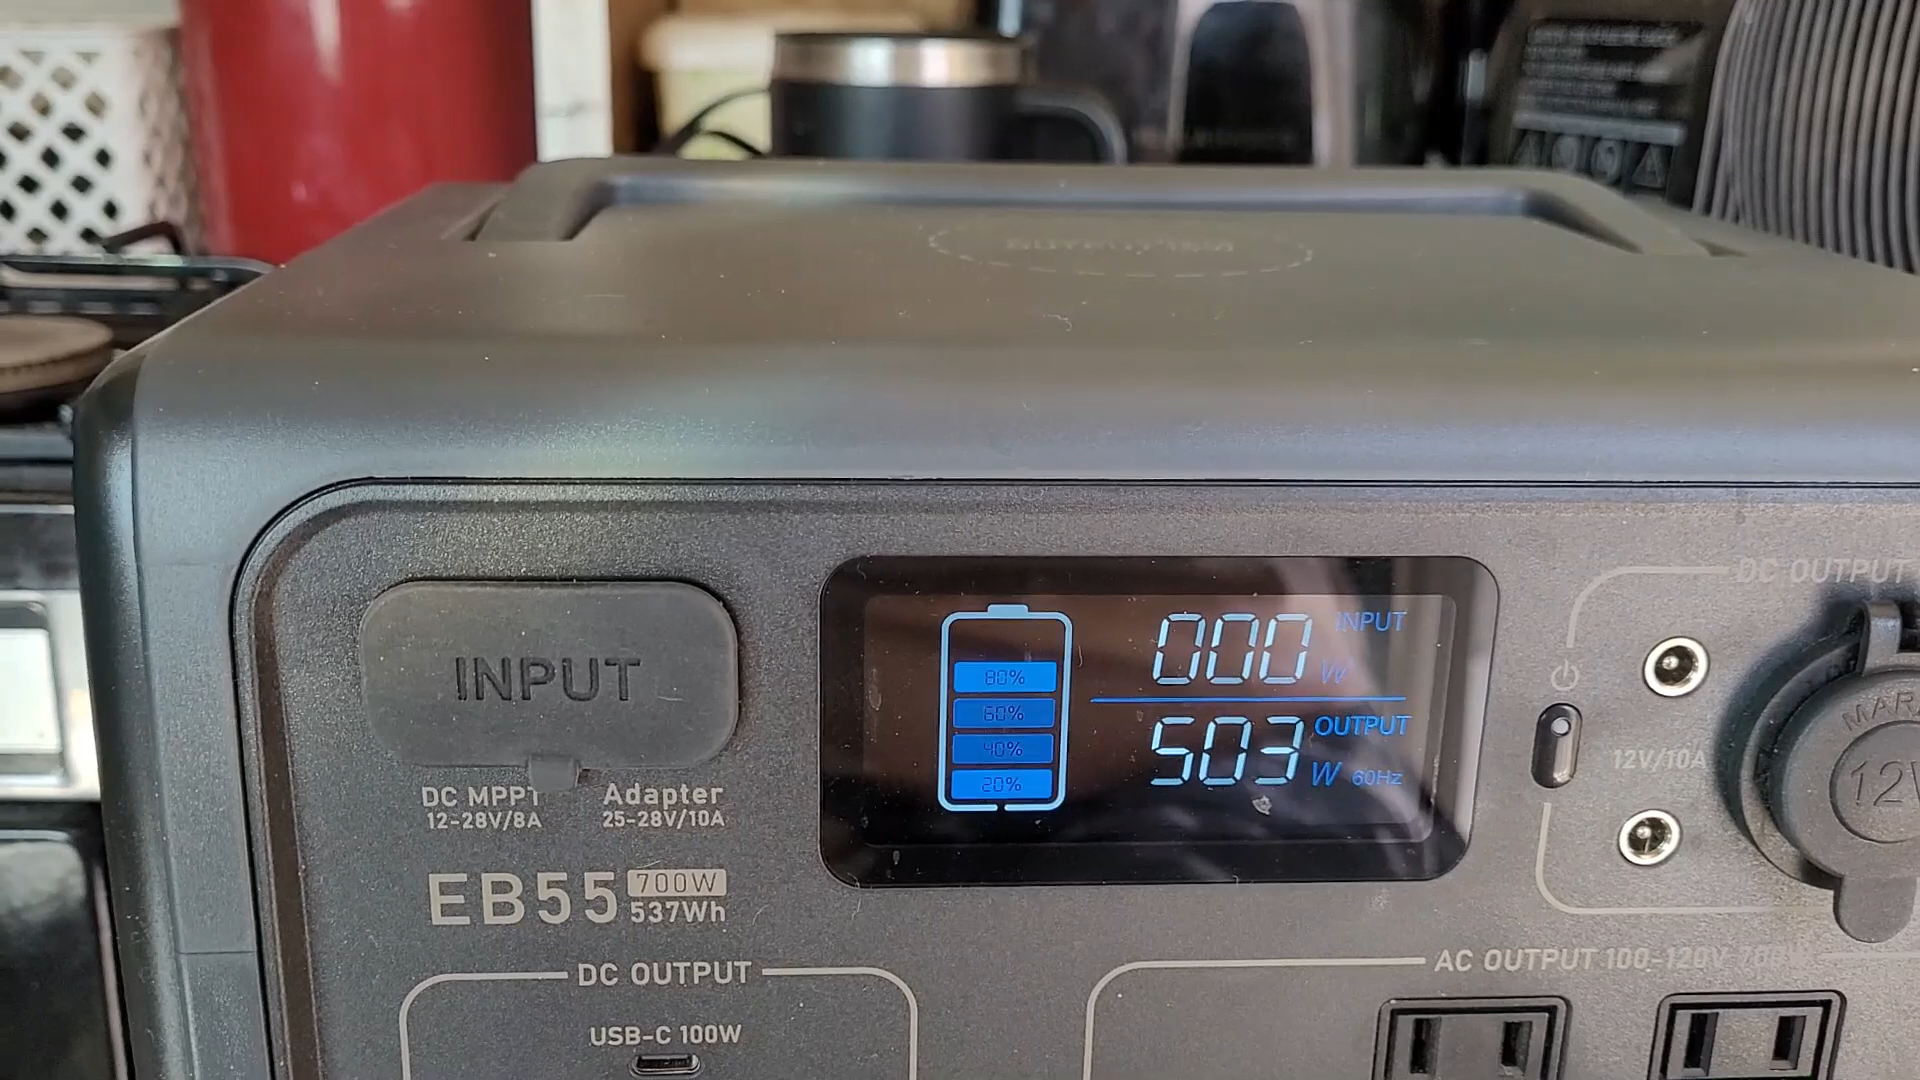 INPUT
DC MPPT
12-28V/8A
Adapter
25-28V/10A
EB55
700W
537Wh
80%
60%
40%
20%
000
INPUT
W
503
OUTPUT
W 60Hz
DC OUTPUT
12V/10A
DC OUTPUT
USB-C 100W
AC OUTPUT 100-120V 700W